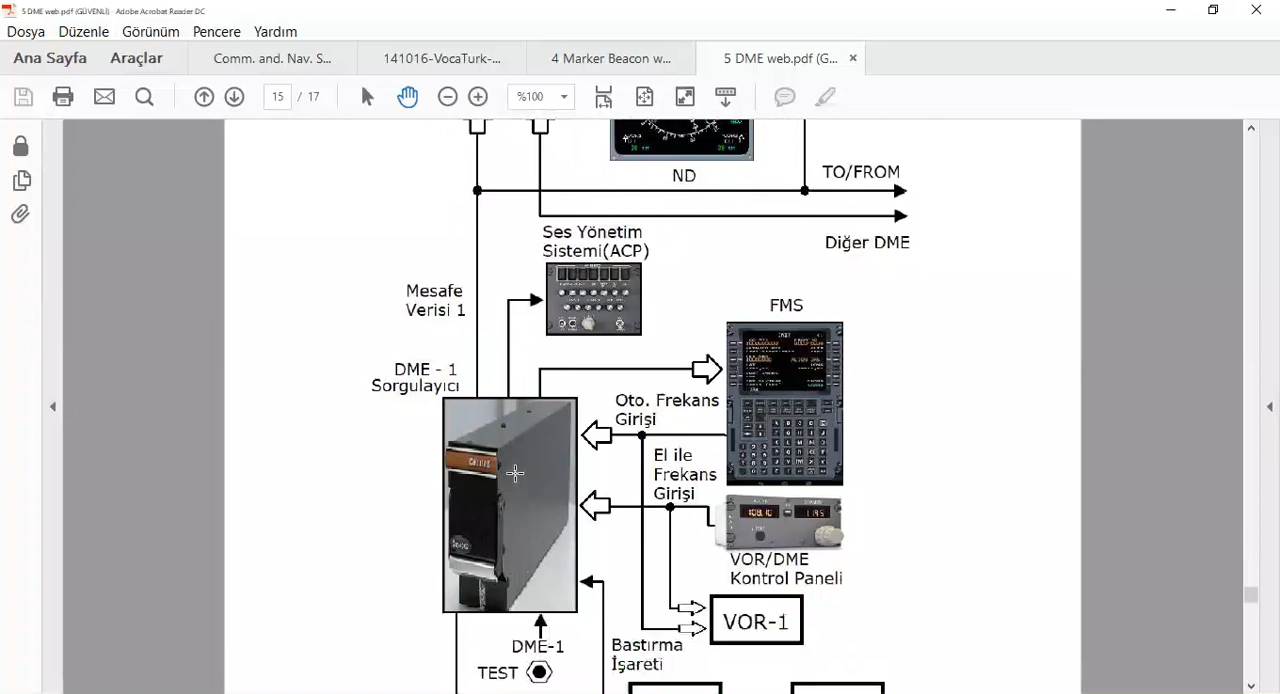 5 DME web.pdf (GÜVENLİ) - Adobe Acrobat Reader DC
Dosya Düzenle Görünüm Pencere Yardım
Ana Sayfa Araçlar Comm. and. Nav. S... 141016-VocaTurk-... 4 Marker Beacon w... 5 DME web.pdf (G... ×
15 / 17 %100
ND
TO/FROM
Diğer DME
Ses Yönetim
Sistemi(ACP)
Mesafe
Verisi 1
FMS
DME - 1
Sorgulayıcı
Oto. Frekans
Girişi
El ile
Frekans
Girişi
COLLINS
108.10
VOR/DME
Kontrol Paneli
VOR-1
DME-1
TEST
Bastırma
İşareti